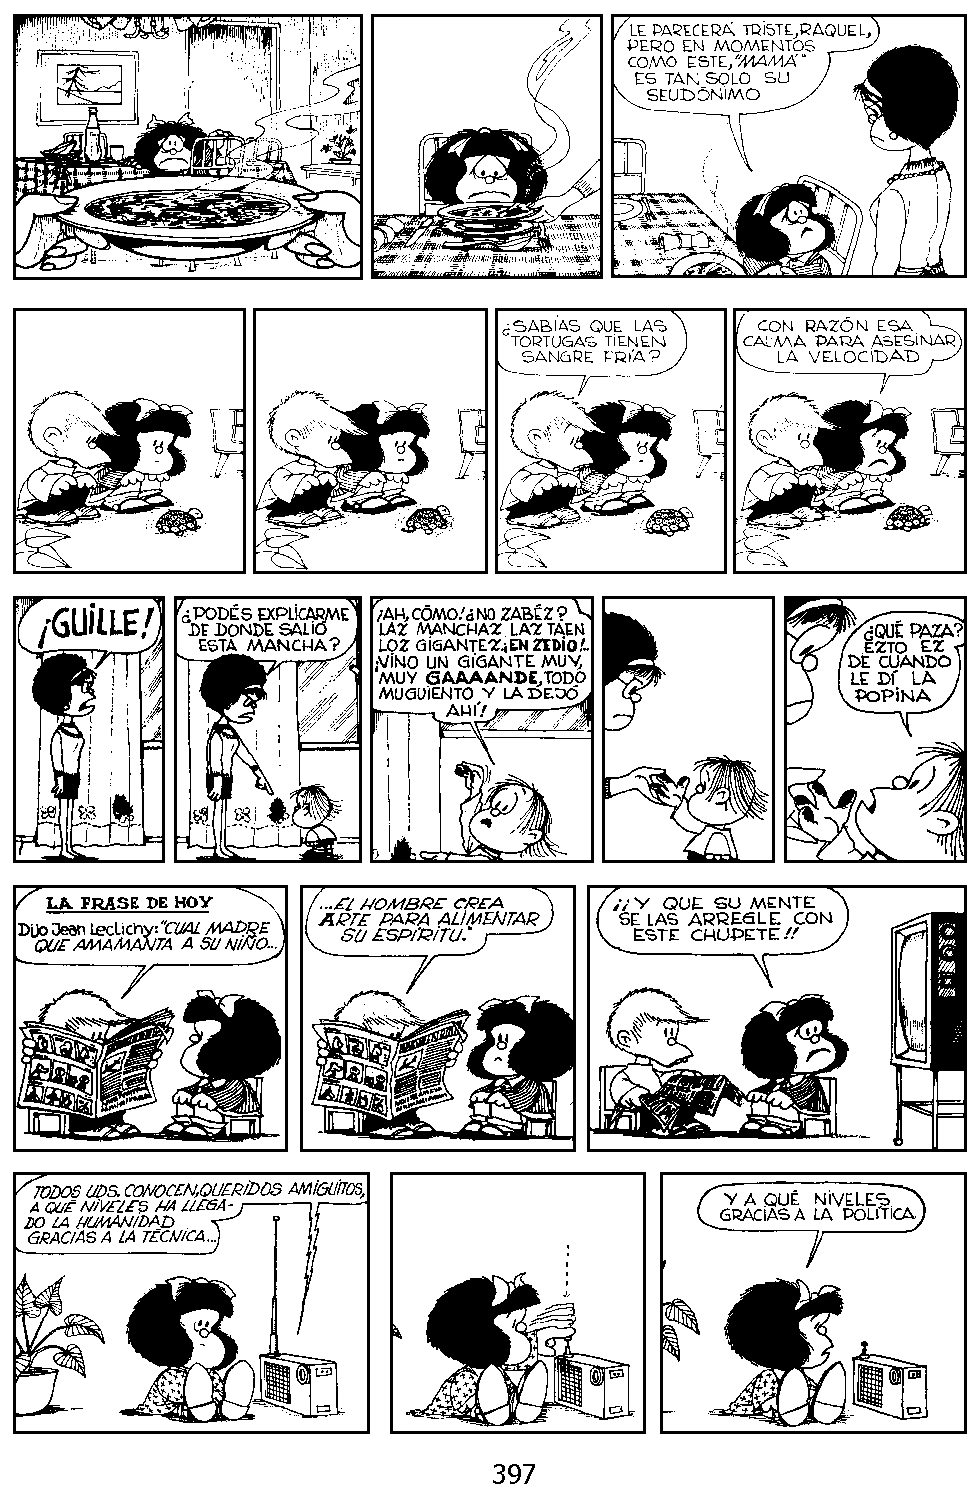 LE PARECERÁ TRISTE, RAQUEL,
PERO EN MOMENTOS
COMO ESTE, "MAMÁ"
ES TAN SOLO SU
SEUDÓNIMO
¿SABÍAS QUE LAS
TORTUGAS TIENEN
SANGRE FRÍA?
CON RAZÓN ESA
CALMA PARA ASESINAR
LA VELOCIDAD
¡GUILLE!
¿PODÉS EXPLICARME
DE DONDE SALIÓ
ESTA MANCHA?
¡AH, CÓMO! ¿NO ZABÉZ?
LAZ MANCHAZ LAZ TAEN
LOZ GIGANTEZ. ¡EN ZEDIO!..
¡VINO UN GIGANTE MUY,
MUY GAAAANDE, TODO
MUGUIENTO Y LA DEJÓ
AHÍ!
¿QUÉ PAZA?
EZTO EZ
DE CUANDO
LE DÍ LA
POPINA
LA FRASE DE HOY
Dijo Jean Leclichy: "CUAL MADRE
QUE AMAMANTA A SU NIÑO...
...EL HOMBRE CREA
ARTE PARA ALIMENTAR
SU ESPÍRITU."
¡¡Y QUE SU MENTE
SE LAS ARREGLE CON
ESTE CHUPETE!!
TODOS UDS. CONOCEN, QUERIDOS AMIGUITOS,
A QUÉ NIVELES HA LLEGA-
DO LA HUMANIDAD
GRACIAS A LA TÉCNICA...
Y A QUÉ NIVELES
GRACIAS A LA POLÍTICA
397